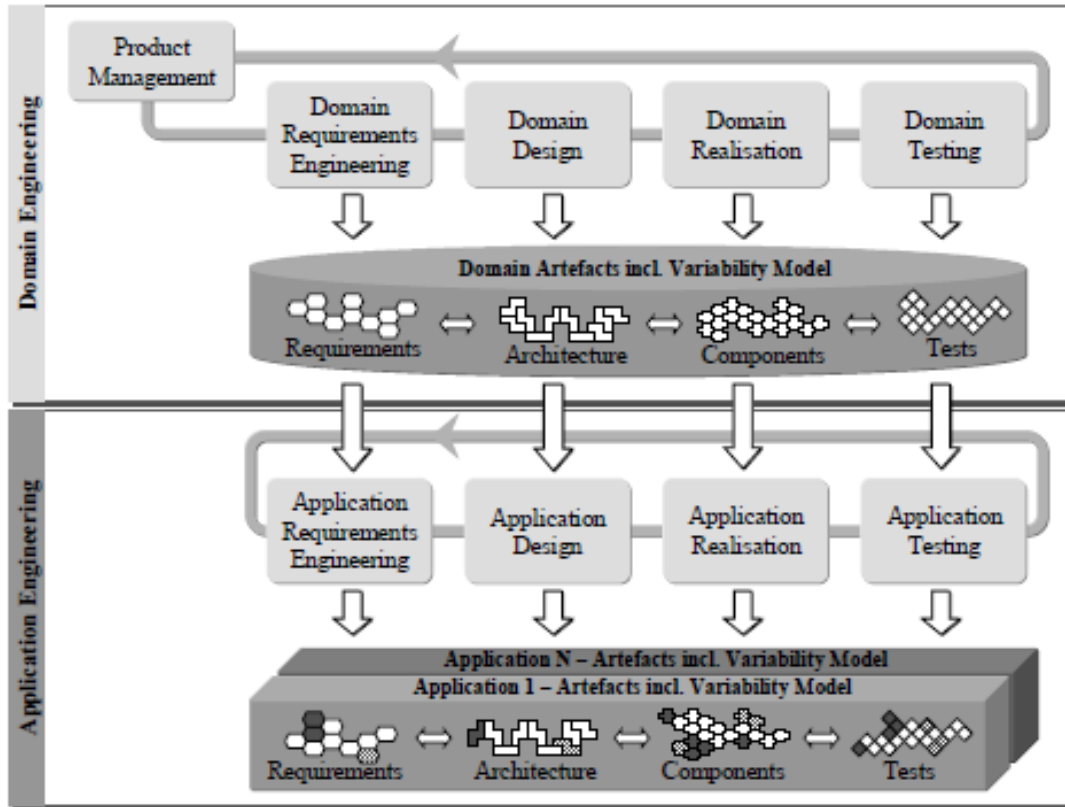 Domain Engineering
Product
Management
Domain
Requirements
Engineering
Domain
Design
Domain
Realisation
Domain
Testing
Domain Artefacts incl. Variability Model
Requirements
Architecture
Components
Tests
Application Engineering
Application
Requirements
Engineering
Application
Design
Application
Realisation
Application
Testing
Application N – Artefacts incl. Variability Model
Application 1 – Artefacts incl. Variability Model
Requirements
Architecture
Components
Tests